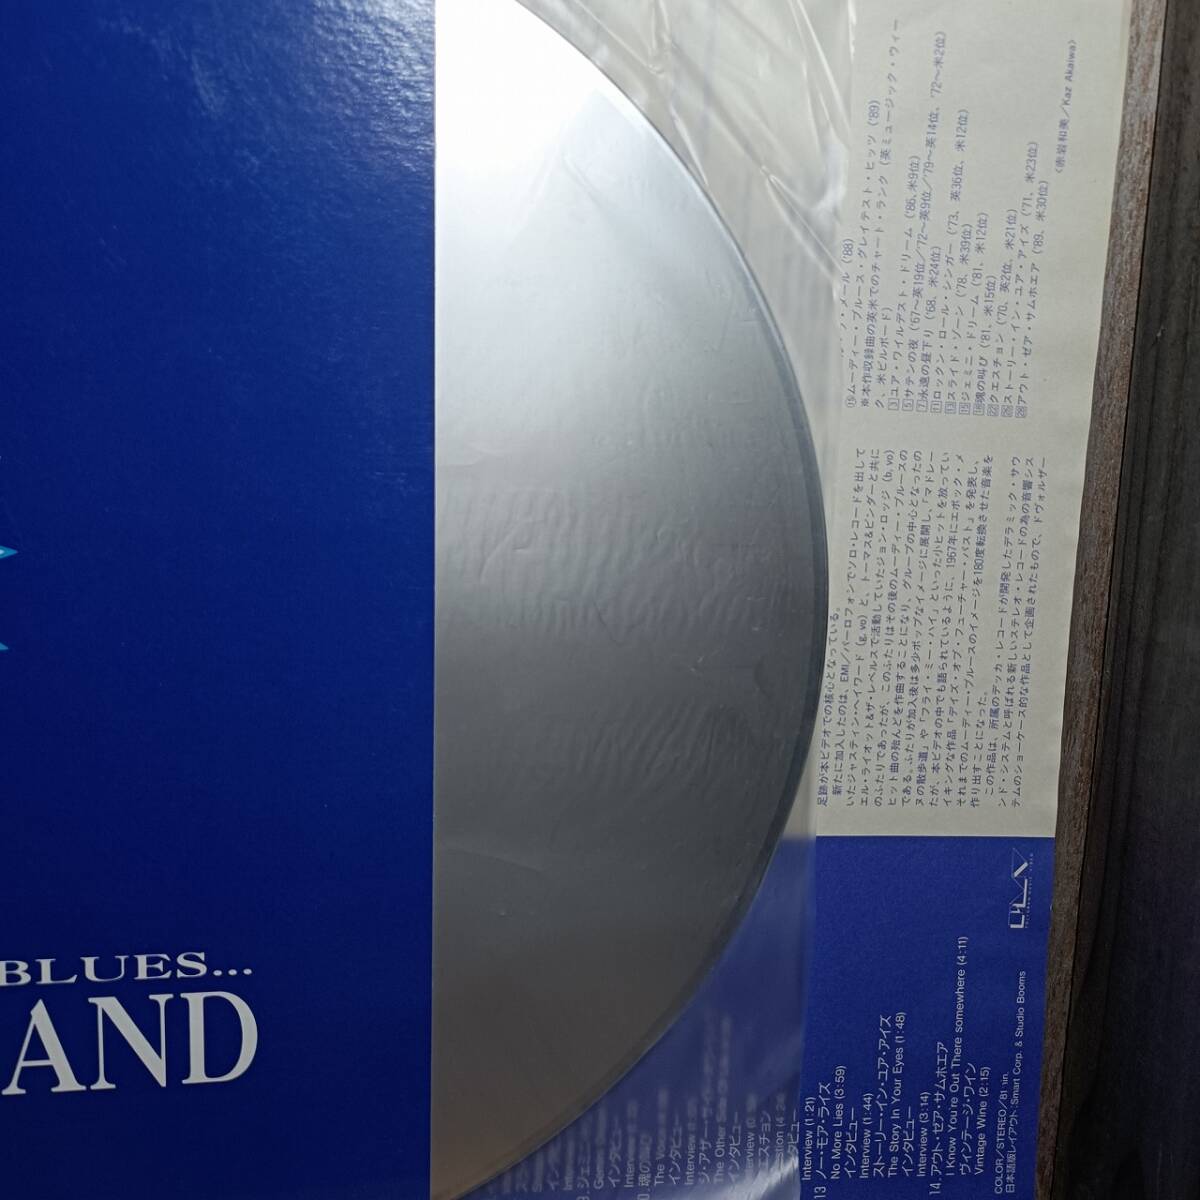 BLUES...
AND
⑮ムーディー・ブルース・グレイテスト・ヒッツ ('89)
※本作収録曲の英米でのチャート・ランク (英ミュージック・ウィー
ク、米ビルボード)
③ユア・ワイルデスト・ドリーム ('86、米9位)
⑤サテンの夜 ('67〜英19位/'72〜英9位/'79〜英14位、'72〜米2位)
⑦永遠の昼下り ('68、米24位)
⑪ロックン・ロール・シンガー ('73、英36位、米12位)
⑬スライド・ゾーン ('78、米39位)
⑮ジェミニ・ドリーム ('81、米12位)
魂の叫び ('81、米15位)
クエスチョン ('70、英2位、米21位)
ストーリー・イン・ユア・アイズ ('71、米23位)
アウト・ゼア・サムホエア ('89、米30位)
〈赤岩和美/Kaz Akaiwa〉
足跡が本ビデオでの核心となっている。
新たに加入したのは、EMI/パーロフォンでソロ・レコードを出して
いたジャスティン・ヘイワード (g, vo) と、トーマス&ピンダーと共に
エル・ライオット&ザ・レベルスで活動していたジョン・ロッジ (b, vo)
のふたりであったが、このふたりはその後のムーディー・ブルースの
ヒット曲の殆んどを作曲することになり、グループの中心となったの
である。ふたりが加入後は多少ポップなイメージに展開し、「マドレー
ヌの散歩道」や「フライ・ミー・ハイ」といった小ヒットを放ってい
たが、本ビデオの中でも語られているように、1967年にエポック・メ
イキングな作品『デイズ・オブ・フューチャー・パスト』を発表し、
それまでのムーディー・ブルースのイメージを180度転換させた音楽を
作り出すことになった。
この作品は、所属のデッカ・レコードが開発したデラミック・サウ
ンド・システムと呼ばれる新しいステレオ・レコードの為の音響シス
テムのショーケース的な作品として企画されたもので、ドヴォルザー
インタビュー
Interview
The Voice
インタビュー
Interview
The Other
インタビュー
Interview
Interview (1:21)
13 ノー・モア・ライズ
No More Lies (3:59)
インタビュー
Interview (1:44)
ストーリー・イン・ユア・アイズ
The Story In Your Eyes (1:48)
インタビュー
Interview (3:14)
14. アウト・ゼア・サムホエア
I Know You're Out There somewhere (4:11)
ヴィンテージ・ワイン
Vintage Wine (2:15)
COLOR/STEREO/81
日本語版レイアウト:Smart Corp. & Studio Booms